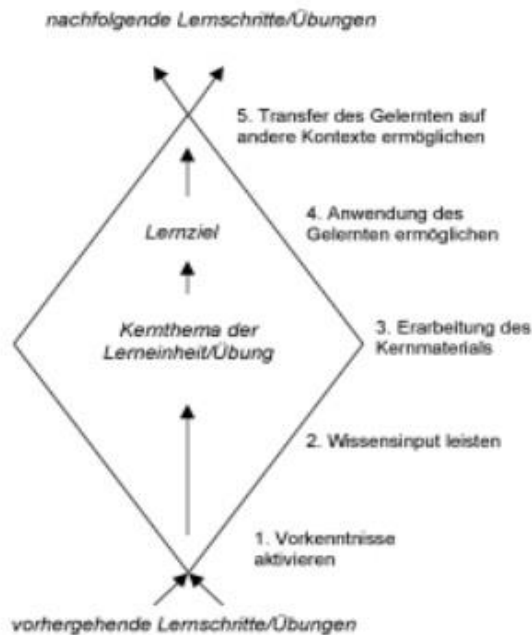 nachfolgende Lernschritte/Übungen
5. Transfer des Gelernten auf
andere Kontexte ermöglichen
4. Anwendung des
Gelernten ermöglichen
Lernziel
3. Erarbeitung des
Kernmaterials
Kernthema der
Lerneinheit/Übung
2. Wissensinput leisten
1. Vorkenntnisse
aktivieren
vorhergehende Lernschritte/Übungen